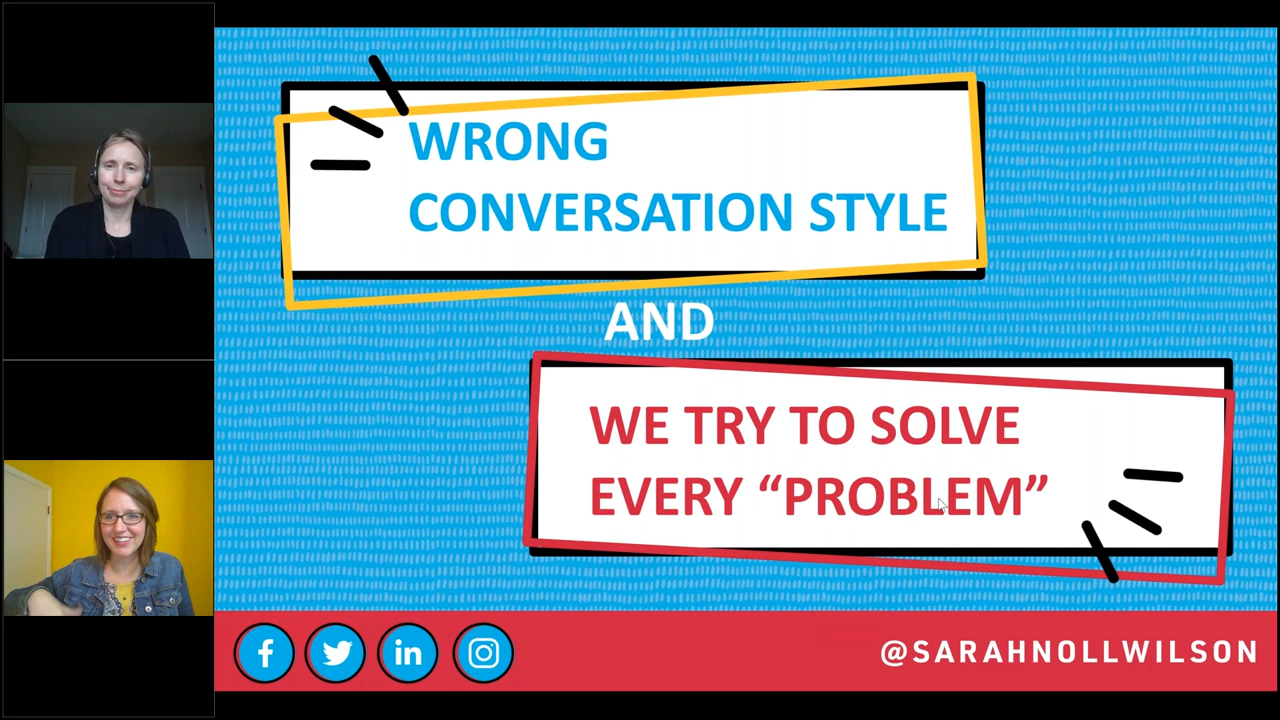 WRONG
CONVERSATION STYLE
AND
WE TRY TO SOLVE
EVERY “PROBLEM”
@SARAHNOLLWILSON